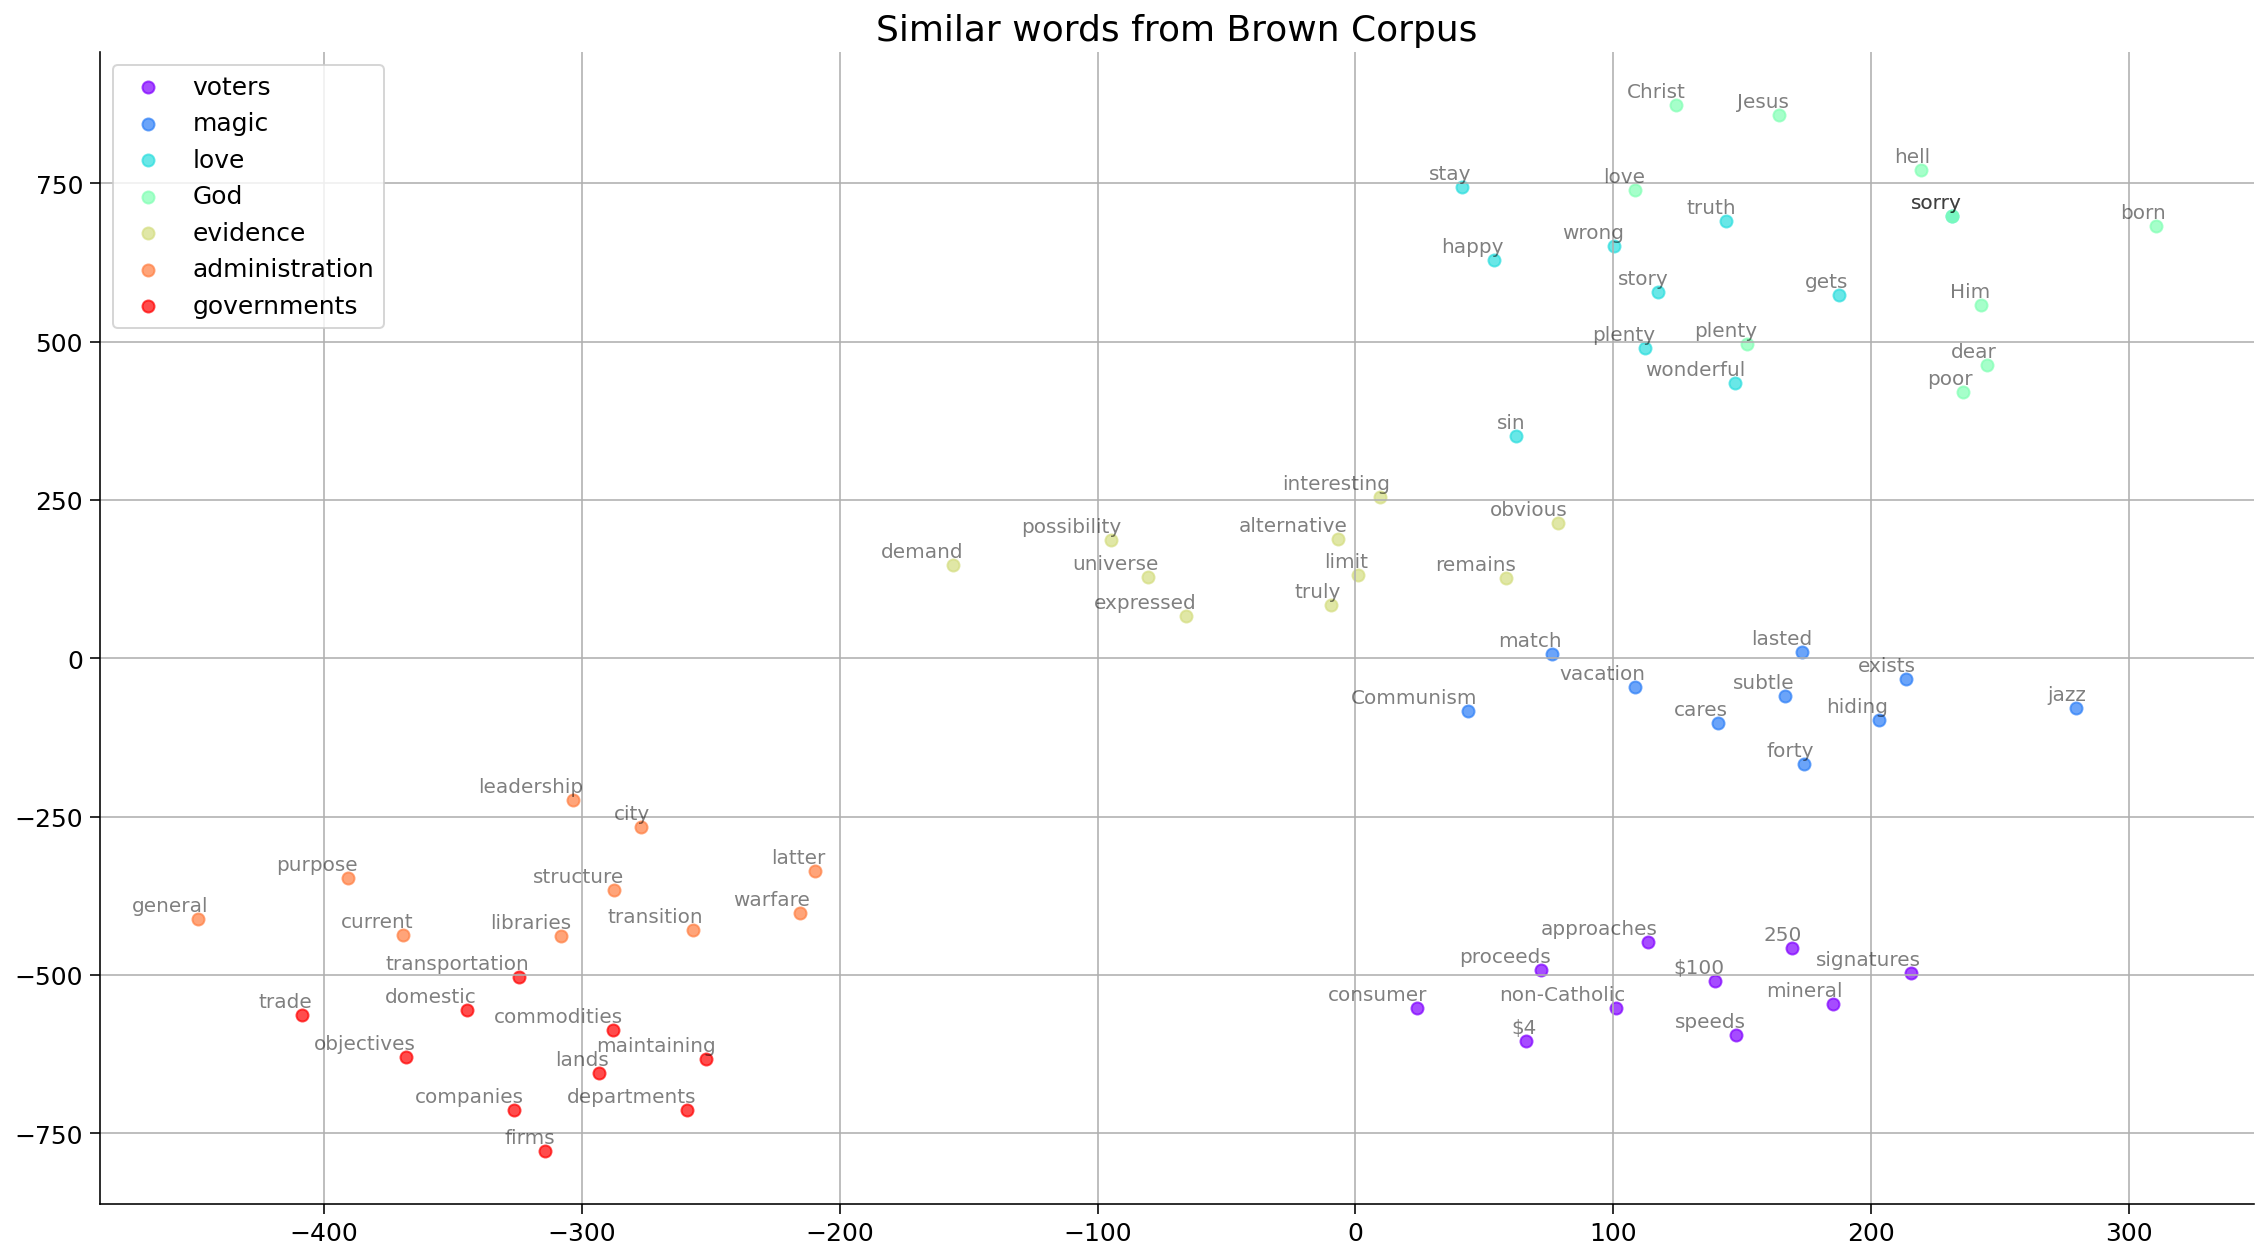 Similar words from Brown Corpus
voters
magic
love
God
evidence
administration
governments
Christ
Jesus
hell
stay
love
sorry
truth
born
wrong
happy
story
gets
Him
plenty
plenty
dear
wonderful
poor
sin
interesting
obvious
possibility
alternative
demand
universe
limit
remains
expressed
truly
match
lasted
vacation
exists
subtle
Communism
cares
hiding
jazz
forty
leadership
city
purpose
structure
latter
general
current
libraries
transition
warfare
transportation
trade
domestic
commodities
objectives
lands
maintaining
companies
departments
firms
approaches
250
proceeds
$100
signatures
consumer
non-Catholic
mineral
$4
speeds
750
500
250
0
−250
−500
−750
−400
−300
−200
−100
0
100
200
300